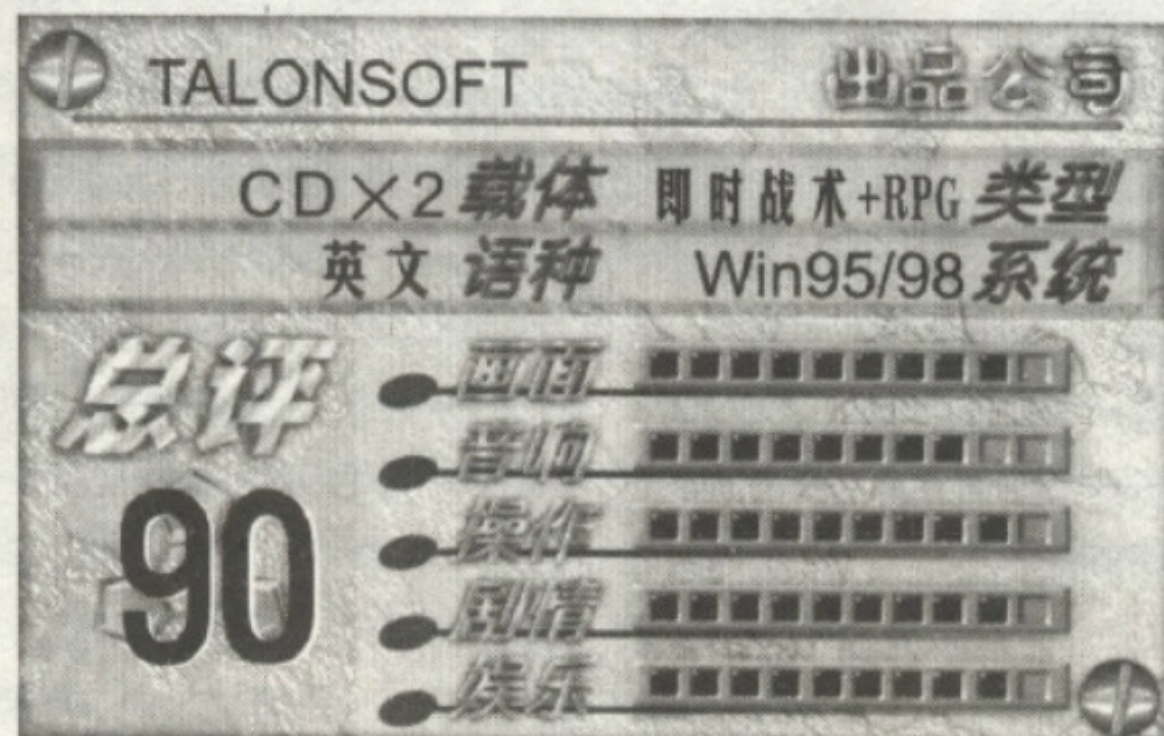 TALONSOFT 出品公司
CD×2 载体 即时战术+RPG 类型
英文 语种 Win95/98 系统
总评
90
画面
音响
操作
剧情
娱乐